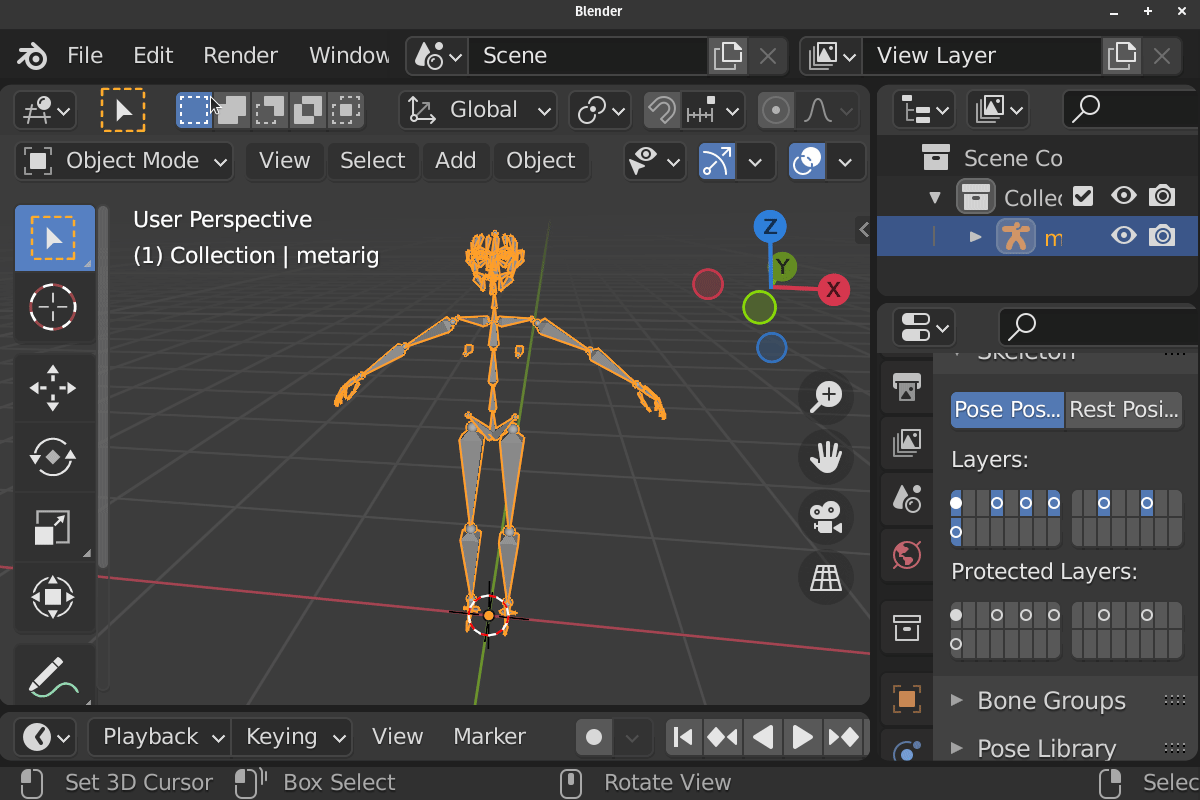 Blender
File Edit Render Window Scene View Layer
Global
Object Mode View Select Add Object
Scene Co
Collec
m
User Perspective
(1) Collection | metarig
Z
Y
X
Skeleton
Pose Pos... Rest Posi...
Layers:
Protected Layers:
Bone Groups
Pose Library
Playback Keying View Marker
Set 3D Cursor Box Select Rotate View Selec